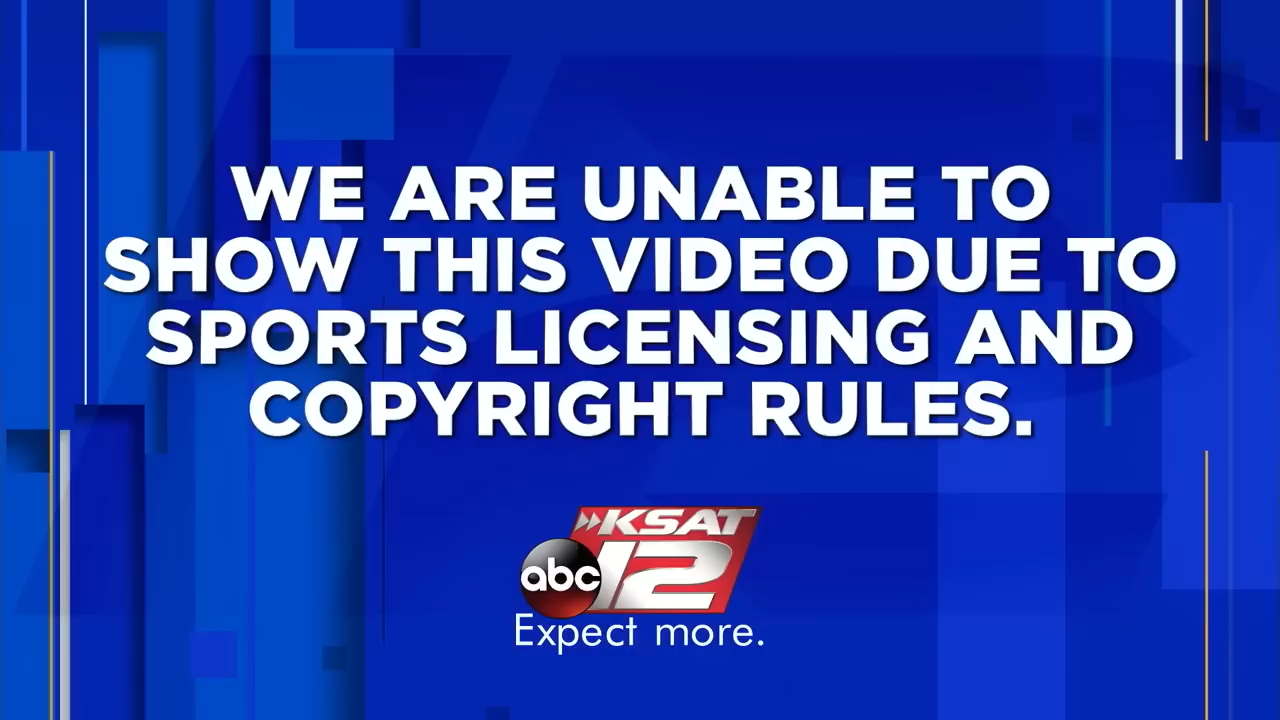 WE ARE UNABLE TO
SHOW THIS VIDEO DUE TO
SPORTS LICENSING AND
COPYRIGHT RULES.
KSAT
abc 12
Expect more.